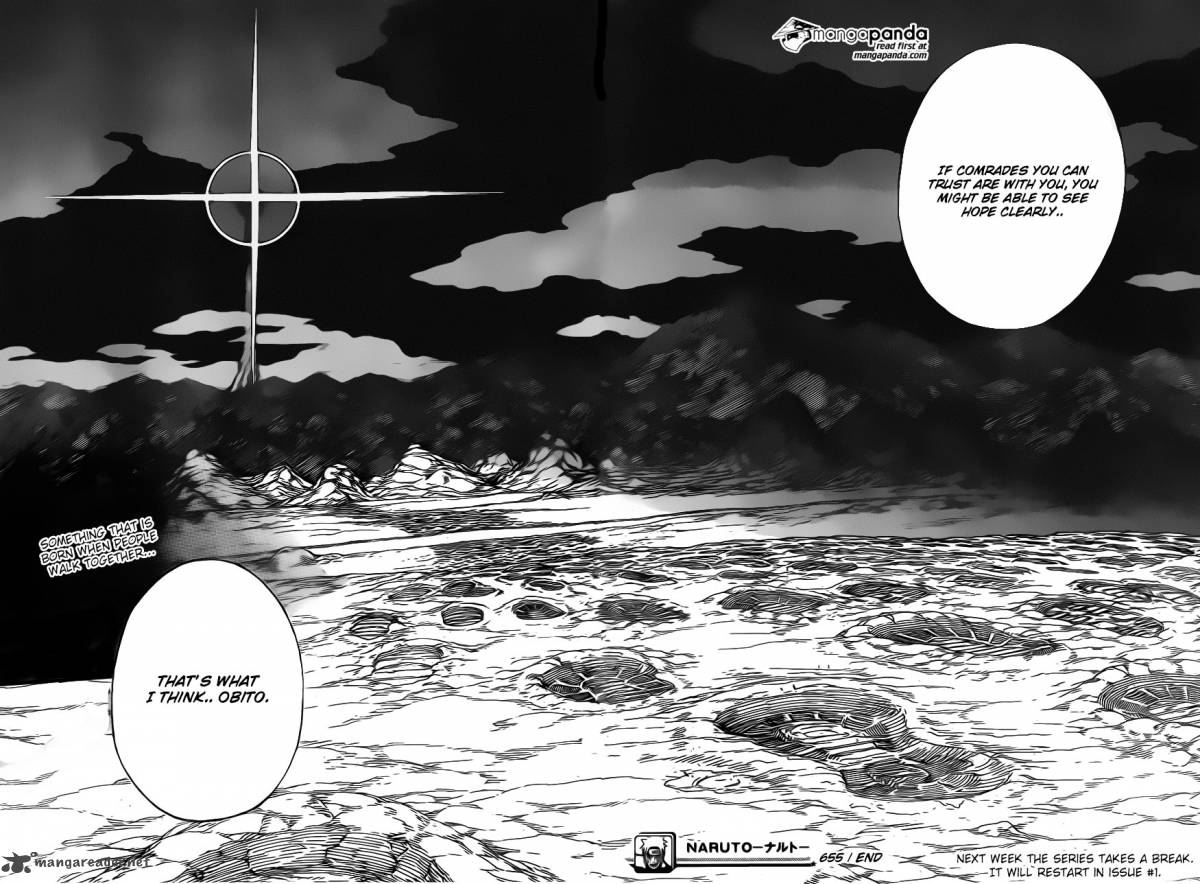 mangapanda
read first at
mangapanda.com
IF COMRADES YOU CAN
TRUST ARE WITH YOU, YOU
MIGHT BE ABLE TO SEE
HOPE CLEARLY..
SOMETHING THAT IS
BORN WHEN PEOPLE
WALK TOGETHER...
THAT'S WHAT
I THINK.. OBITO.
NARUTO—ナルト—
655 / END
NEXT WEEK THE SERIES TAKES A BREAK.
IT WILL RESTART IN ISSUE #1.
mangareader.net